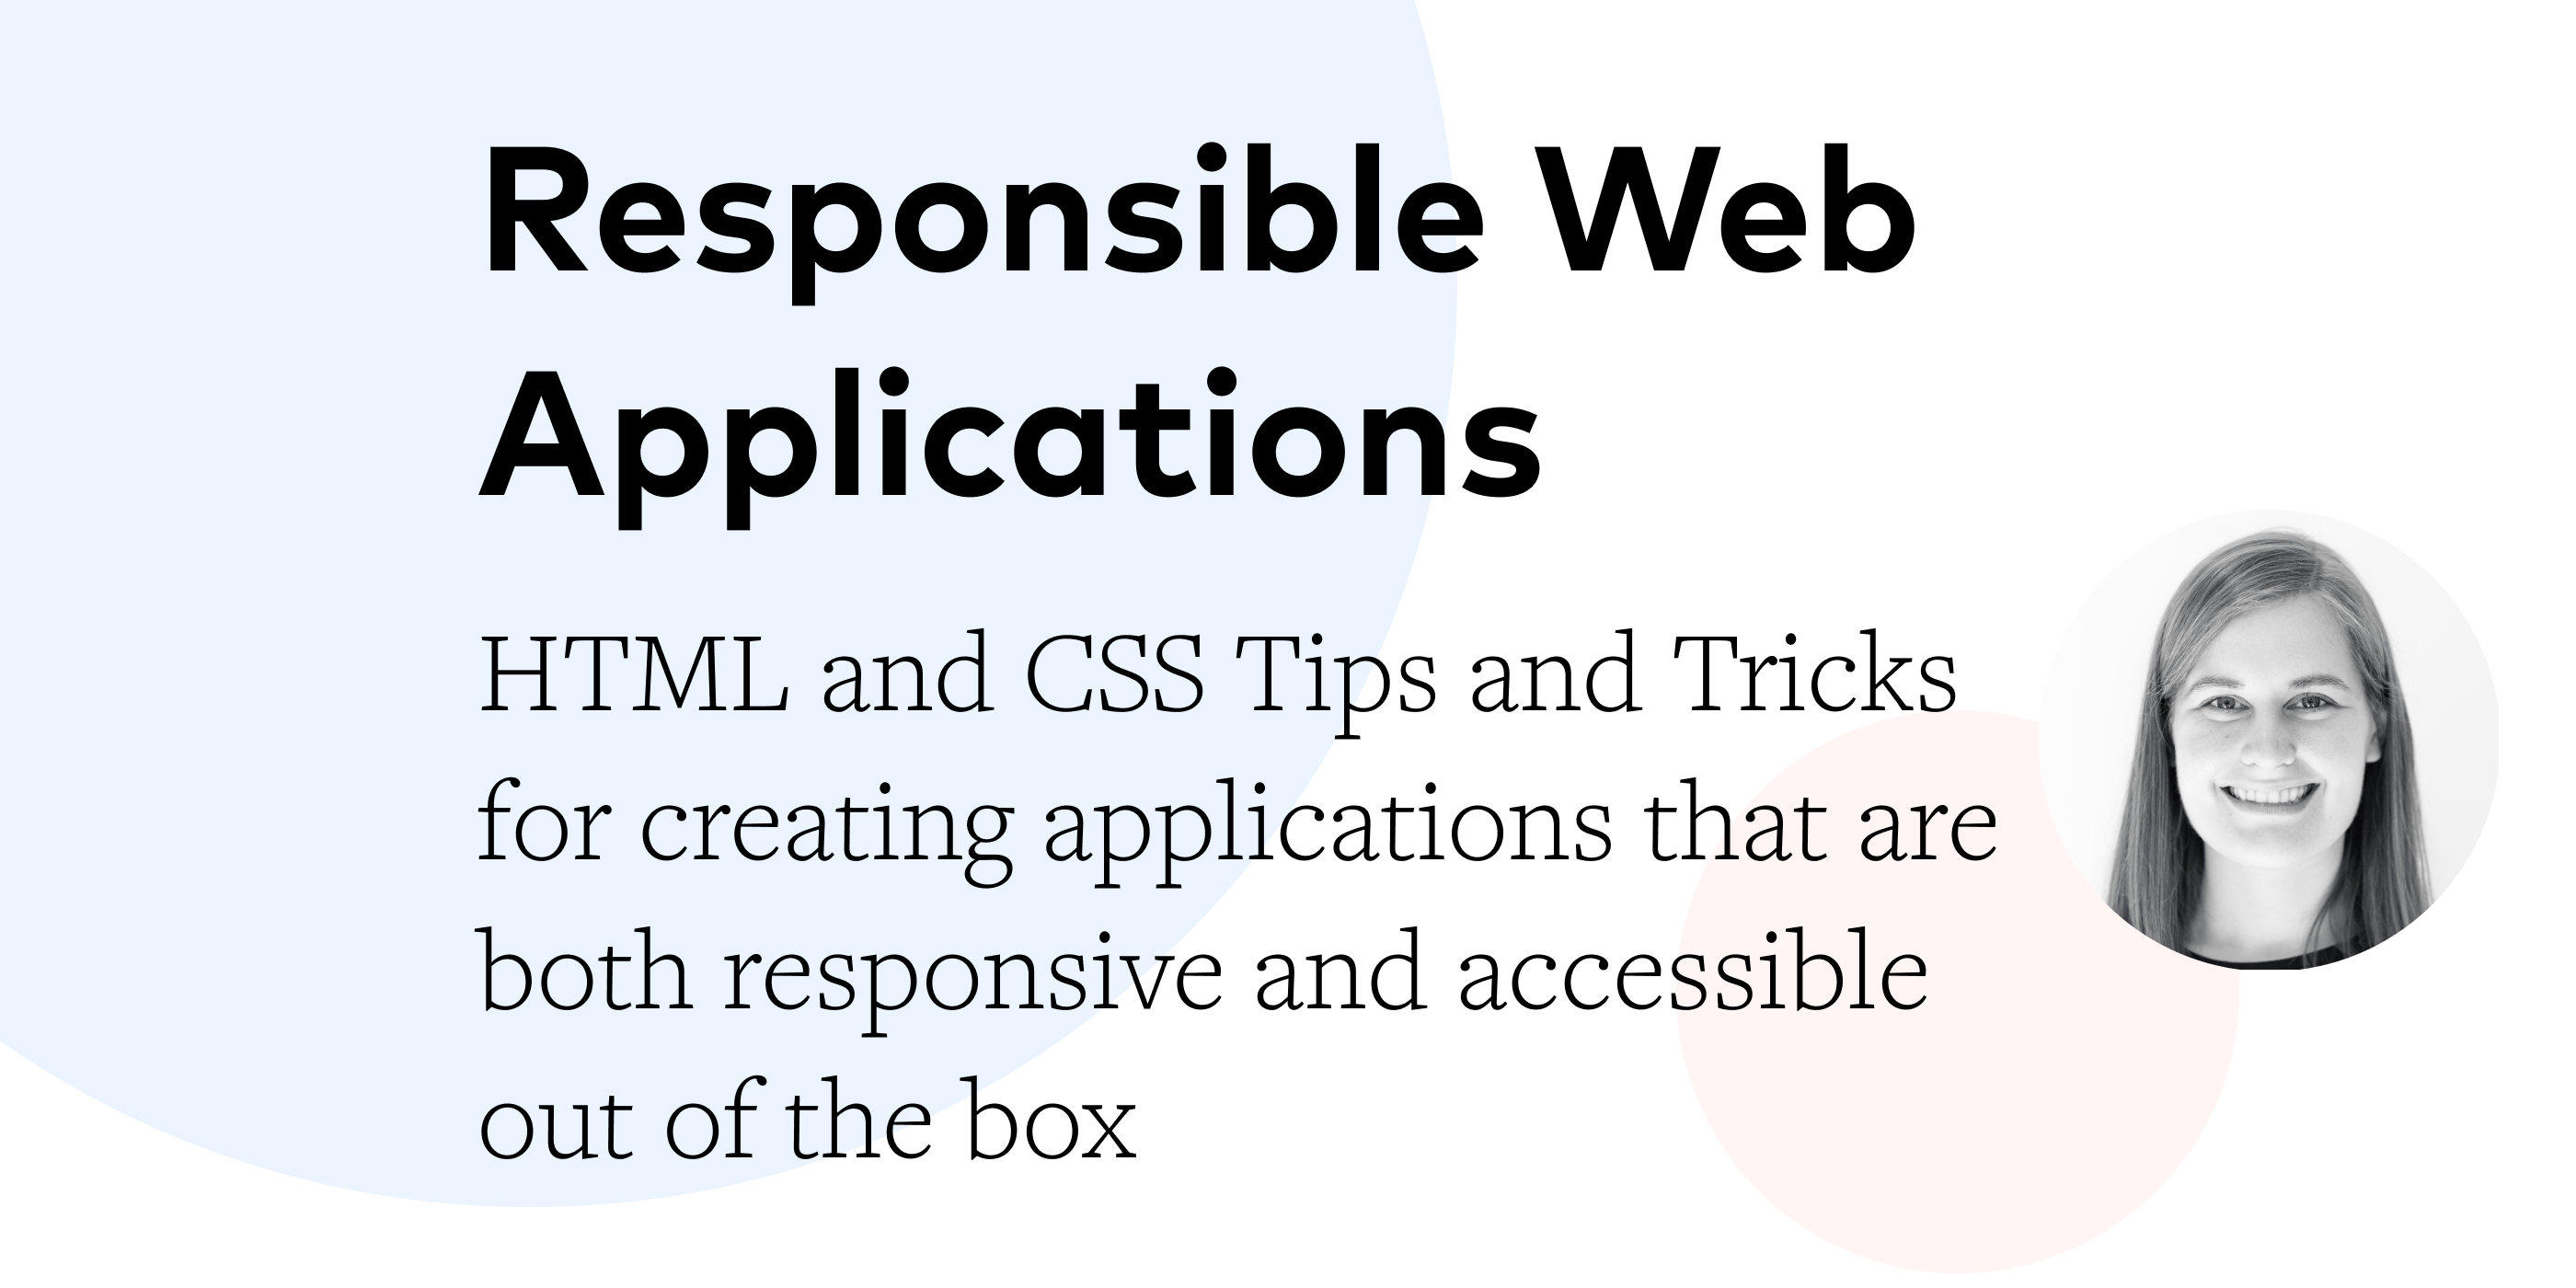 Responsible Web
Applications
HTML and CSS Tips and Tricks
for creating applications that are
both responsive and accessible
out of the box